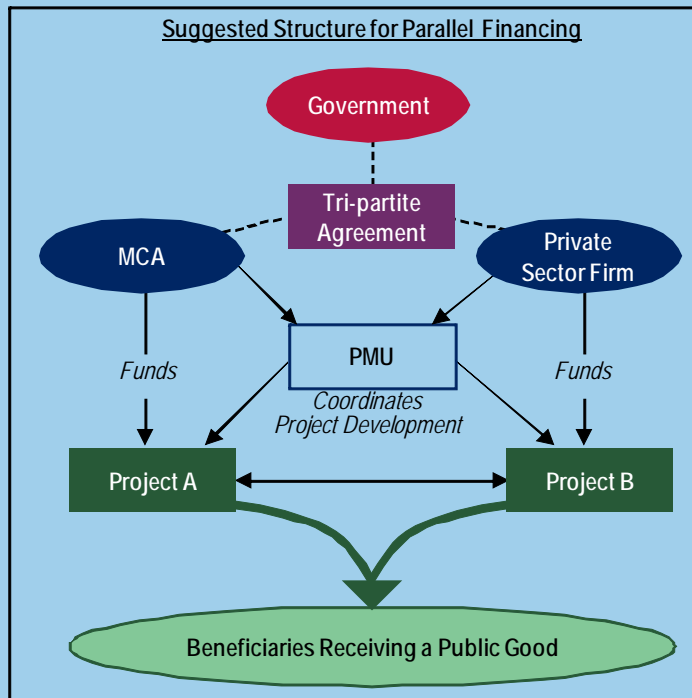 Suggested Structure for Parallel Financing
Government
Tri-partite
Agreement
MCA
Private
Sector Firm
PMU
Funds
Funds
Coordinates
Project Development
Project A
Project B
Beneficiaries Receiving a Public Good